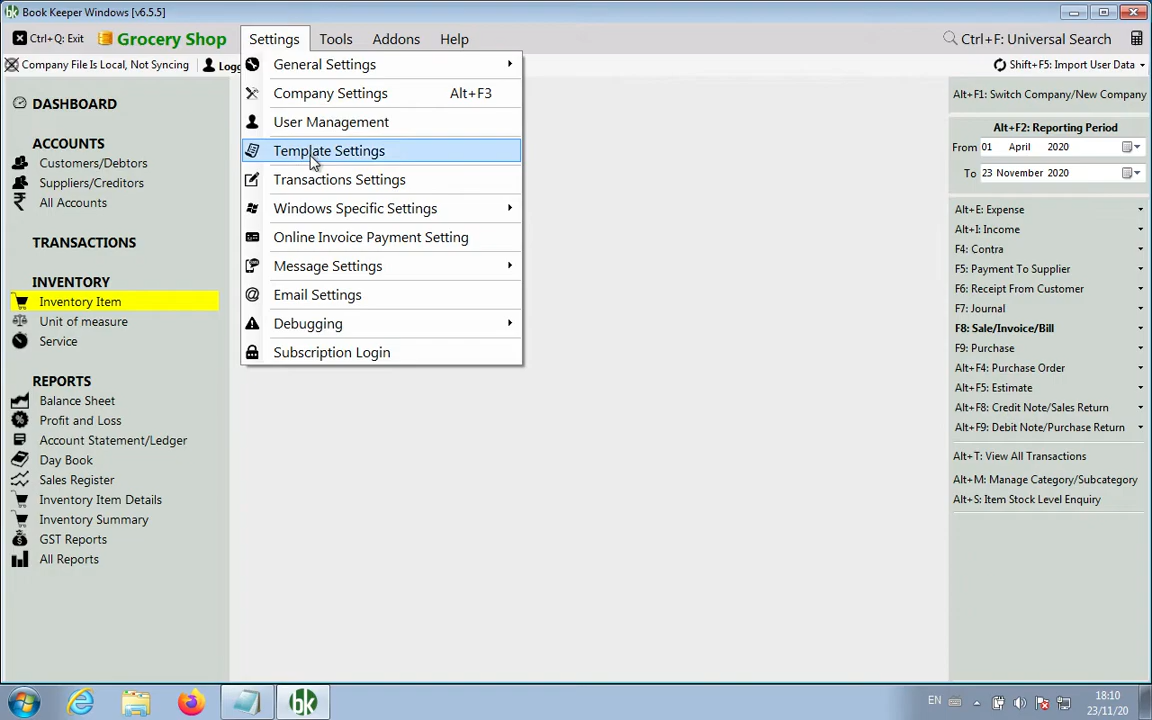 Book Keeper Windows [v6.5.5]
Ctrl+Q: Exit
Grocery Shop
Settings
Tools
Addons
Help
Ctrl+F: Universal Search
Company File Is Local, Not Syncing
Logg
Shift+F5: Import User Data
General Settings
Company Settings Alt+F3
User Management
Template Settings
Transactions Settings
Windows Specific Settings
Online Invoice Payment Setting
Message Settings
Email Settings
Debugging
Subscription Login
DASHBOARD
ACCOUNTS
Customers/Debtors
Suppliers/Creditors
All Accounts
TRANSACTIONS
INVENTORY
Inventory Item
Unit of measure
Service
REPORTS
Balance Sheet
Profit and Loss
Account Statement/Ledger
Day Book
Sales Register
Inventory Item Details
Inventory Summary
GST Reports
All Reports
Alt+F1: Switch Company/New Company
Alt+F2: Reporting Period
From 01 April 2020
To 23 November 2020
Alt+E: Expense
Alt+I: Income
F4: Contra
F5: Payment To Supplier
F6: Receipt From Customer
F7: Journal
F8: Sale/Invoice/Bill
F9: Purchase
Alt+F4: Purchase Order
Alt+F5: Estimate
Alt+F8: Credit Note/Sales Return
Alt+F9: Debit Note/Purchase Return
Alt+T: View All Transactions
Alt+M: Manage Category/Subcategory
Alt+S: Item Stock Level Enquiry
bk
EN
18:10
23/11/20